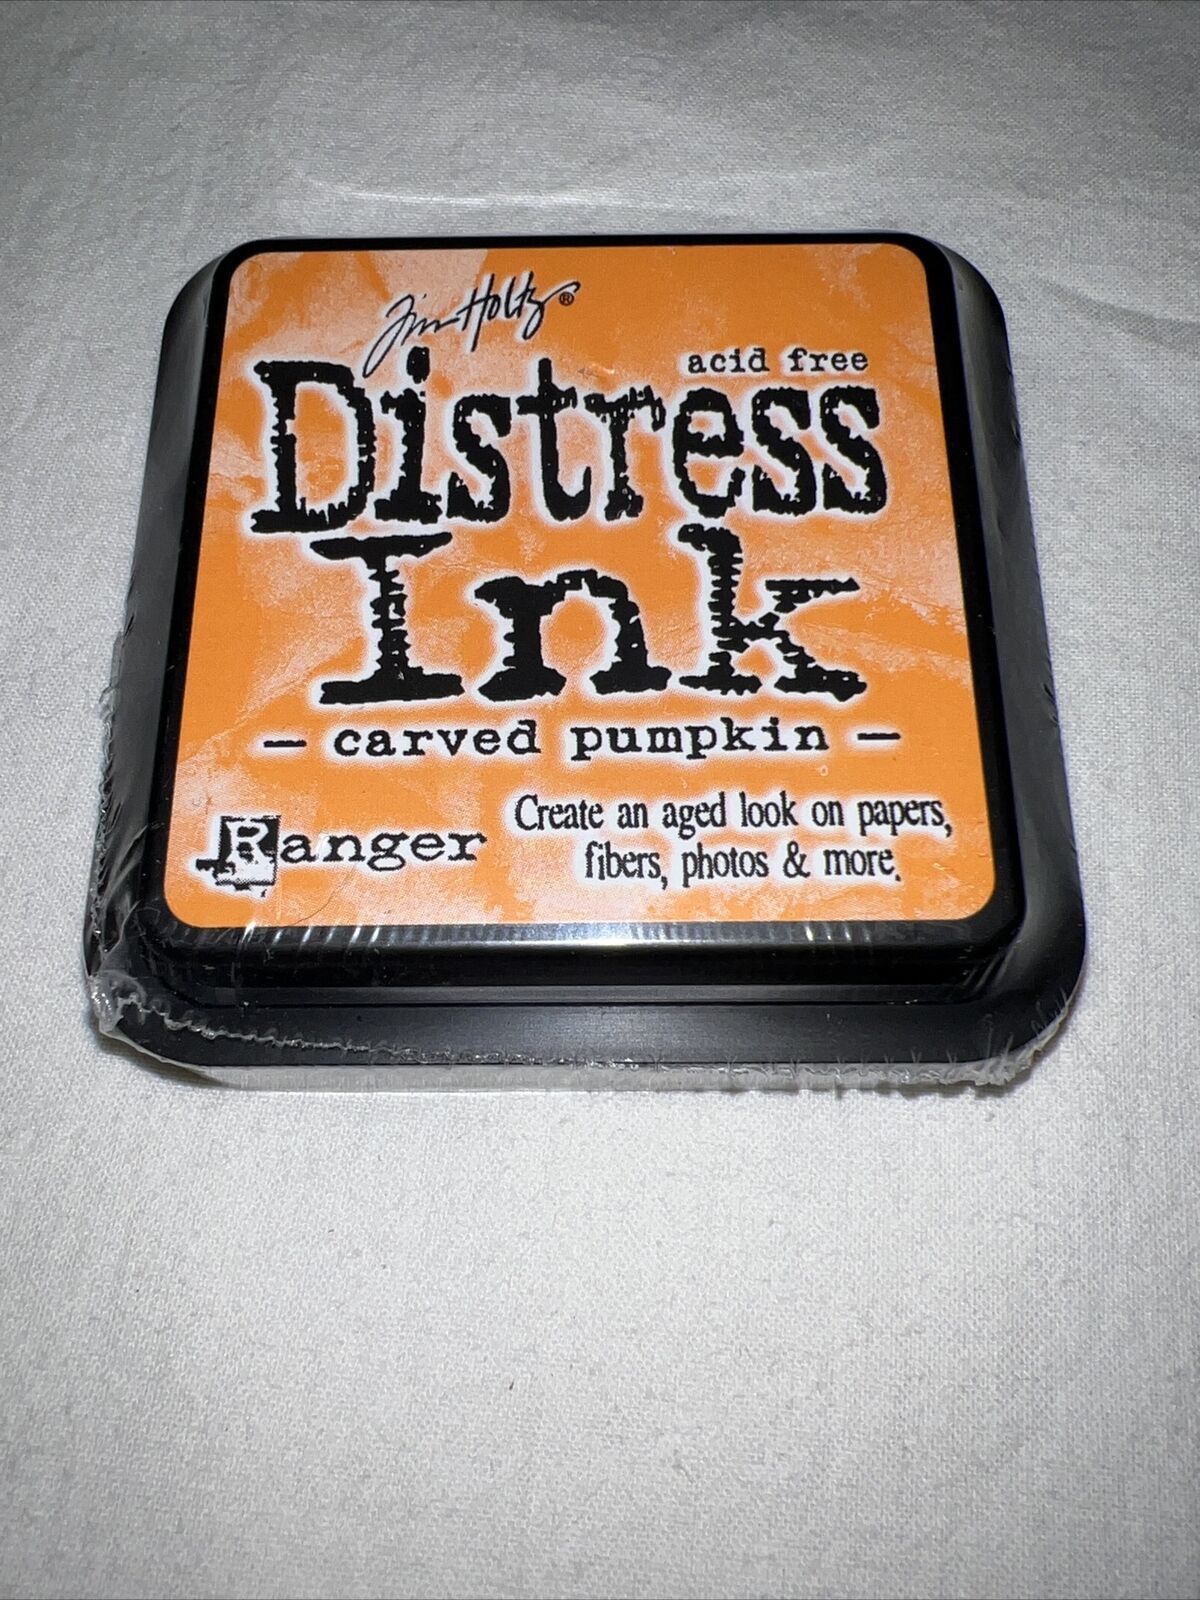 Tim Holtz®
acid free
Distress
Ink
— carved pumpkin —
Ranger
Create an aged look on papers,
fibers, photos & more.